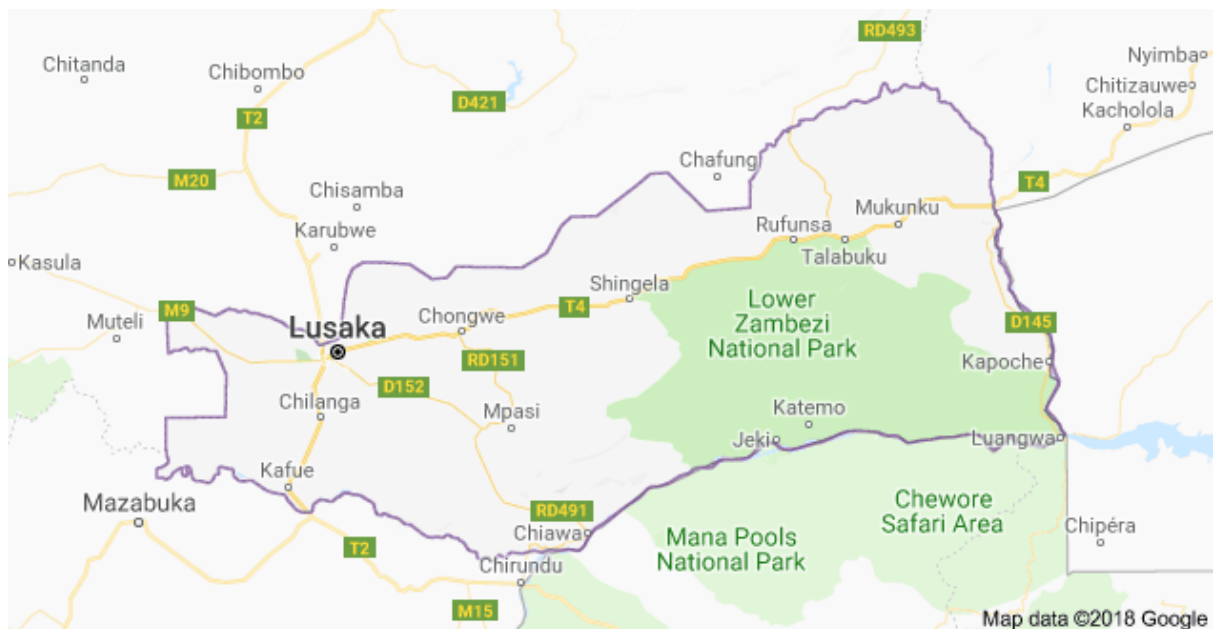 RD493
Nyimba
Chitanda
Chibombo
Chitizauwe
D421
Kacholola
T2
Chafung
M20
T4
Chisamba
Mukunku
Karubwe
Rufunsa
Talabuku
Kasula
Shingela
Lower
Zambezi
National Park
M9
T4
Muteli
Lusaka
Chongwe
D145
RD151
Kapoche
D152
Chilanga
Katemo
Mpasi
Jeki
Luangwa
Kafue
Mazabuka
RD491
Chewore
Safari Area
Chiawa
Mana Pools
National Park
Chipéra
T2
Chirundu
M15
Map data ©2018 Google